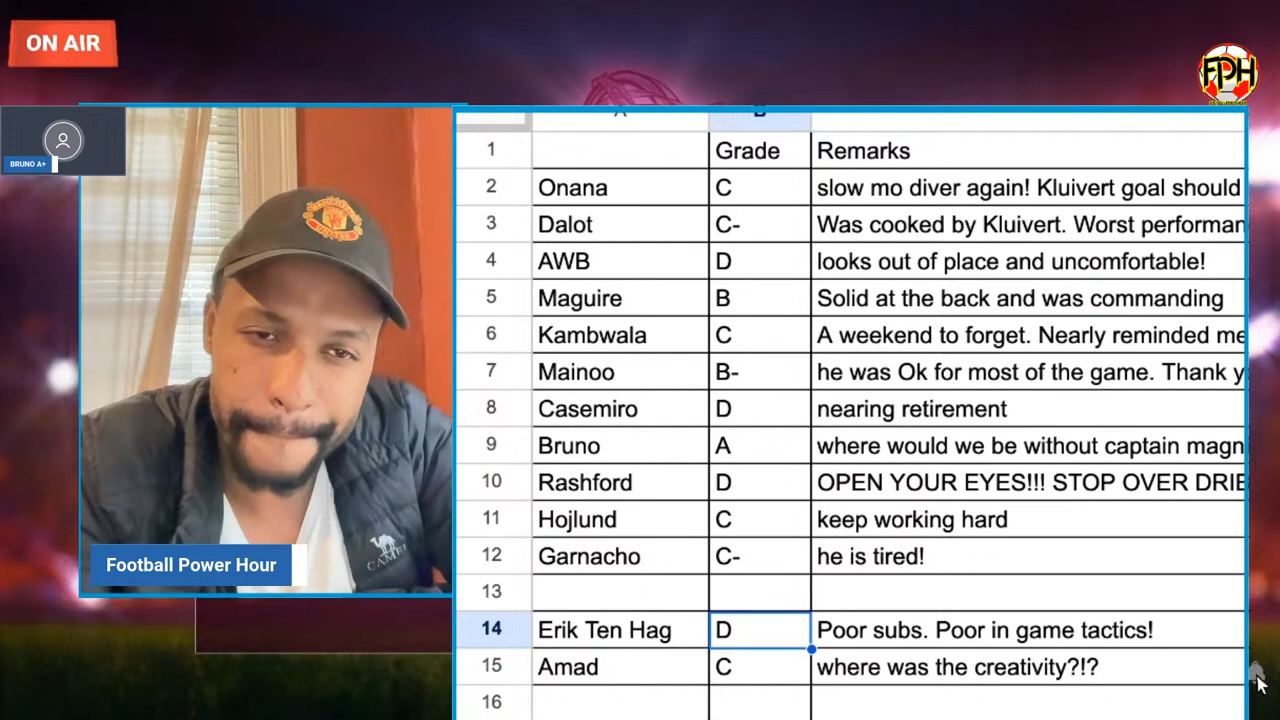 ON AIR
FPH
BRUNO A+
A B
1 Grade Remarks
2 Onana C slow mo diver again! Kluivert goal should
3 Dalot C- Was cooked by Kluivert. Worst performan
4 AWB D looks out of place and uncomfortable!
5 Maguire B Solid at the back and was commanding
6 Kambwala C A weekend to forget. Nearly reminded me
7 Mainoo B- he was Ok for most of the game. Thank y
8 Casemiro D nearing retirement
9 Bruno A where would we be without captain magn
10 Rashford D OPEN YOUR EYES!!! STOP OVER DRIB
11 Hojlund C keep working hard
12 Garnacho C- he is tired!
13
14 Erik Ten Hag D Poor subs. Poor in game tactics!
15 Amad C where was the creativity?!?
16
CAMEL
Football Power Hour